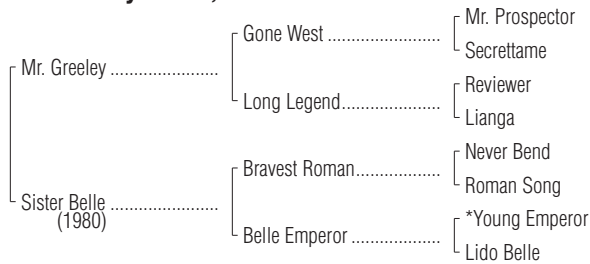 Mr. Prospector
Gone West ....................
Secrettame
Mr. Greeley ......................
Reviewer
Long Legend....................
Lianga
Never Bend
Bravest Roman.................
Roman Song
Sister Belle ......................
(1980)
*Young Emperor
Belle Emperor ..................
Lido Belle